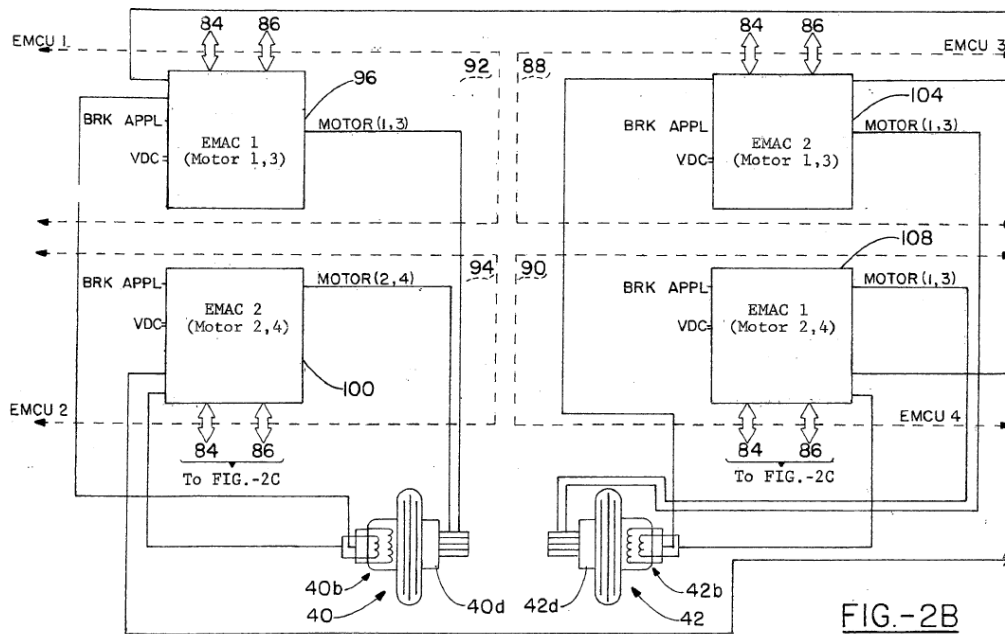 84 86
EMCU 1
92
96
EMAC 1
(Motor 1,3)
BRK APPL
VDC
MOTOR (1,3)
84 86
EMCU 3
88
104
EMAC 2
(Motor 1,3)
BRK APPL
VDC
MOTOR (1,3)
94
BRK APPL
VDC
EMAC 2
(Motor 2,4)
MOTOR (2,4)
100
EMCU 2
84 86
To FIG.-2C
90
108
BRK APPL
VDC
EMAC 1
(Motor 2,4)
MOTOR (1,3)
EMCU 4
84 86
To FIG.-2C
40b
40
40d
42d
42
42b
FIG.-2B